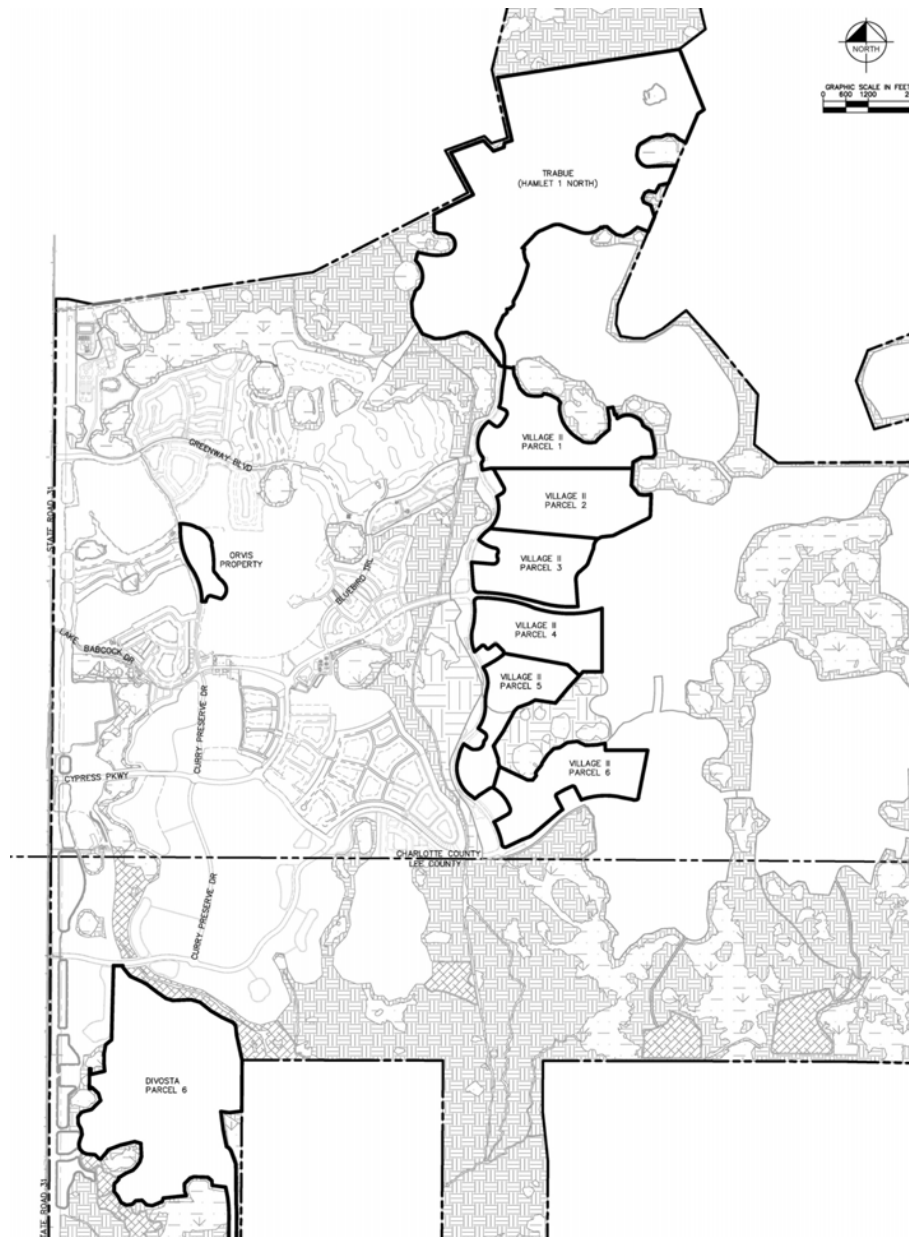 NORTH
GRAPHIC SCALE IN FEET
0 600 1200
TRABUE
(HAMLET 1 NORTH)
VILLAGE II
PARCEL 1
GREENWAY BLVD
STATE ROAD 31
VILLAGE II
PARCEL 2
ORVIS
PROPERTY
VILLAGE II
PARCEL 3
BLUEBIRD TRL
VILLAGE II
PARCEL 4
LAKE BABCOCK DR
VILLAGE II
PARCEL 5
CURRY PRESERVE DR
VILLAGE II
PARCEL 6
CYPRESS PKWY
CHARLOTTE COUNTY
LEE COUNTY
CURRY PRESERVE DR
DIVOSTA
PARCEL 6
STATE ROAD 31